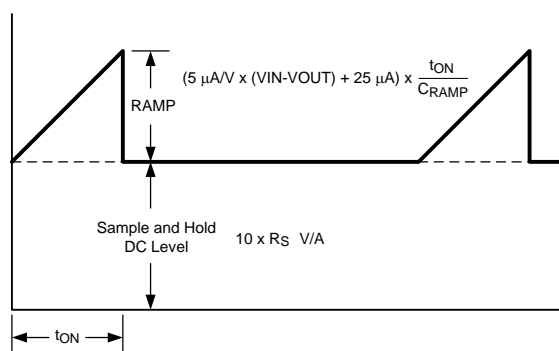 (5 μA/V x (VIN-VOUT) + 25 μA) x tON
CRAMP
RAMP
Sample and Hold
DC Level
10 x RS V/A
tON